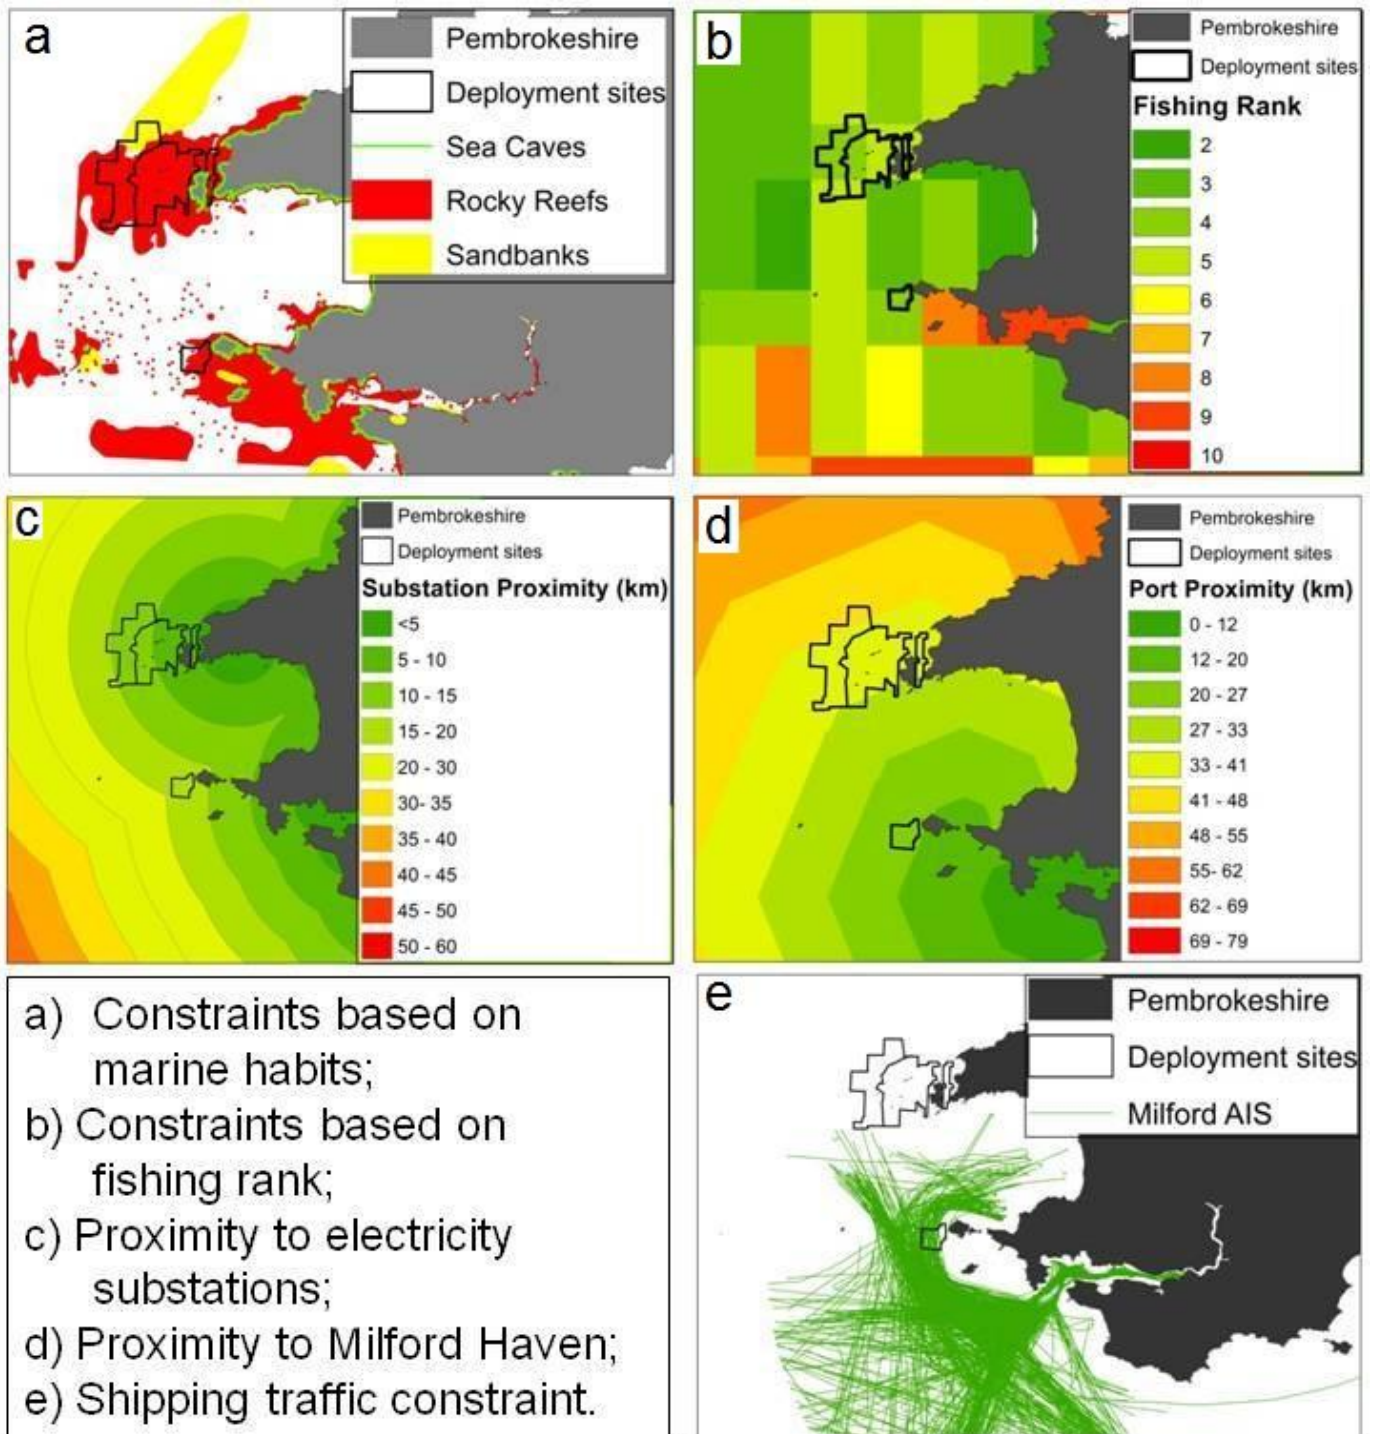 a
Pembrokeshire
Deployment sites
Sea Caves
Rocky Reefs
Sandbanks
b
Pembrokeshire
Deployment sites
Fishing Rank
2
3
4
5
6
7
8
9
10
c
Pembrokeshire
Deployment sites
Substation Proximity (km)
<5
5 - 10
10 - 15
15 - 20
20 - 30
30- 35
35 - 40
40 - 45
45 - 50
50 - 60
d
Pembrokeshire
Deployment sites
Port Proximity (km)
0 - 12
12 - 20
20 - 27
27 - 33
33 - 41
41 - 48
48 - 55
55- 62
62 - 69
69 - 79
a) Constraints based on
marine habits;
b) Constraints based on
fishing rank;
c) Proximity to electricity
substations;
d) Proximity to Milford Haven;
e) Shipping traffic constraint.
e
Pembrokeshire
Deployment sites
Milford AIS